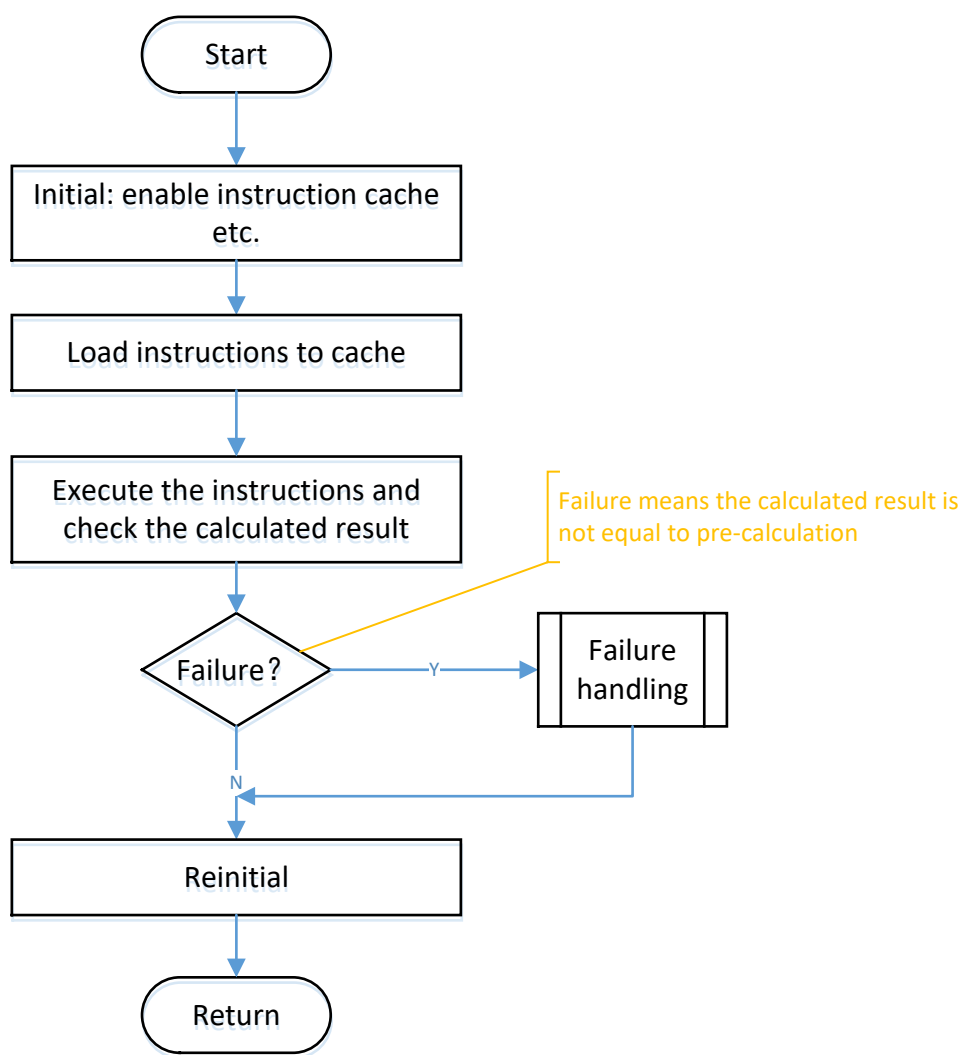 Start
Initial: enable instruction cache
etc.
Load instructions to cache
Execute the instructions and
check the calculated result
Failure means the calculated result is
not equal to pre-calculation
Failure？
Y
Failure
handling
N
Reinitial
Return